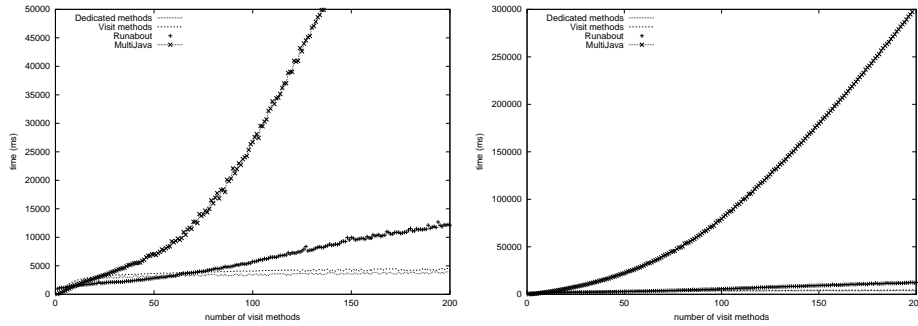 50000
45000
40000
35000
30000
25000
20000
15000
10000
5000
0
time (ms)
0 50 100 150 200
number of visit methods
Dedicated methods
Visit methods
Runabout
MultiJava
300000
250000
200000
150000
100000
50000
0
time (ms)
0 50 100 150 200
number of visit methods
Dedicated methods
Visit methods
Runabout
MultiJava